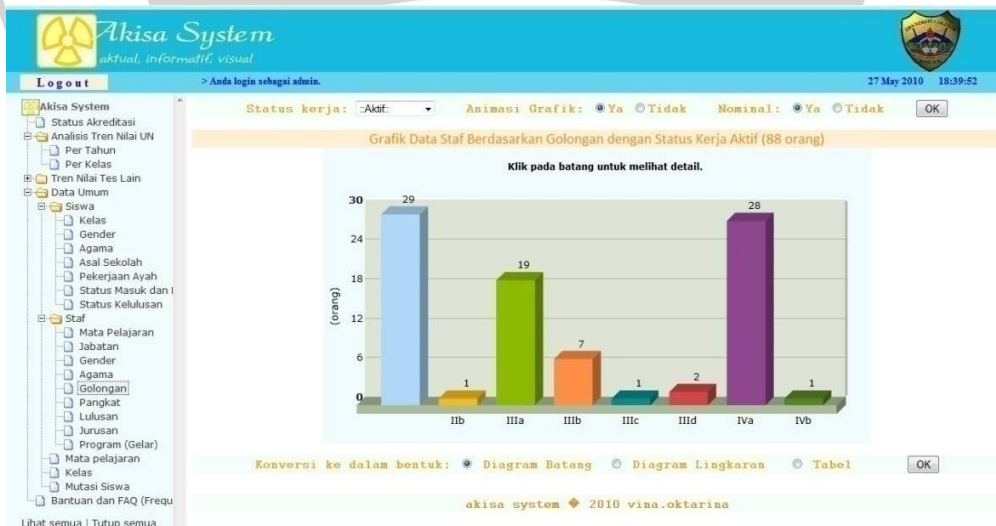 Akisa System
aktual, informatif, visual
Logout
> Anda login sebagai admin.
27 May 2010 18:39:52
Akisa System
Status Akreditasi
Analisis Tren Nilai UN
Per Tahun
Per Kelas
Tren Nilai Tes Lain
Data Umum
Siswa
Kelas
Gender
Agama
Asal Sekolah
Pekerjaan Ayah
Status Masuk dan
Status Kelulusan
Staf
Mata Pelajaran
Jabatan
Gender
Agama
Golongan
Pangkat
Lulusan
Jurusan
Program (Gelar)
Mata pelajaran
Kelas
Mutasi Siswa
Bantuan dan FAQ (Frequ
Lihat semua | Tutup semua
Status kerja: ::Aktif:: Animasi Grafik: Ya Tidak Nominal: Ya Tidak OK
Grafik Data Staf Berdasarkan Golongan dengan Status Kerja Aktif (88 orang)
Klik pada batang untuk melihat detail.
30
24
18
12
6
0
(orang)
29
1
19
7
1
2
28
1
IIb IIIa IIIb IIIc IIId IVa IVb
Konversi ke dalam bentuk: Diagram Batang Diagram Lingkaran Tabel OK
akisa system � 2010 vina.oktarina